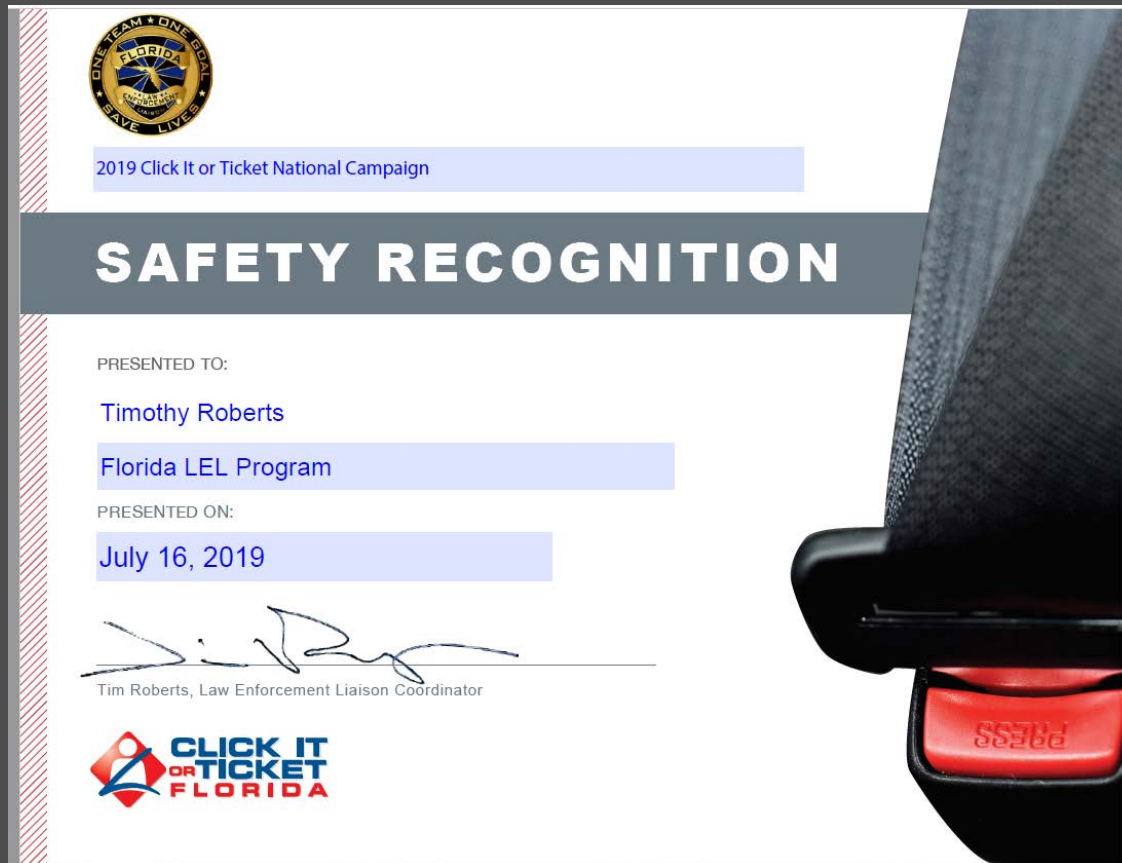 ONE TEAM ★ ONE GOAL
★ SAVE LIVES ★
FLORIDA
LAW
ENFORCEMENT
LIAISON
2019 Click It or Ticket National Campaign
SAFETY RECOGNITION
PRESENTED TO:
Timothy Roberts
Florida LEL Program
PRESENTED ON:
July 16, 2019
Tim Roberts, Law Enforcement Liaison Coordinator
CLICK IT
OR TICKET
FLORIDA
PRESS